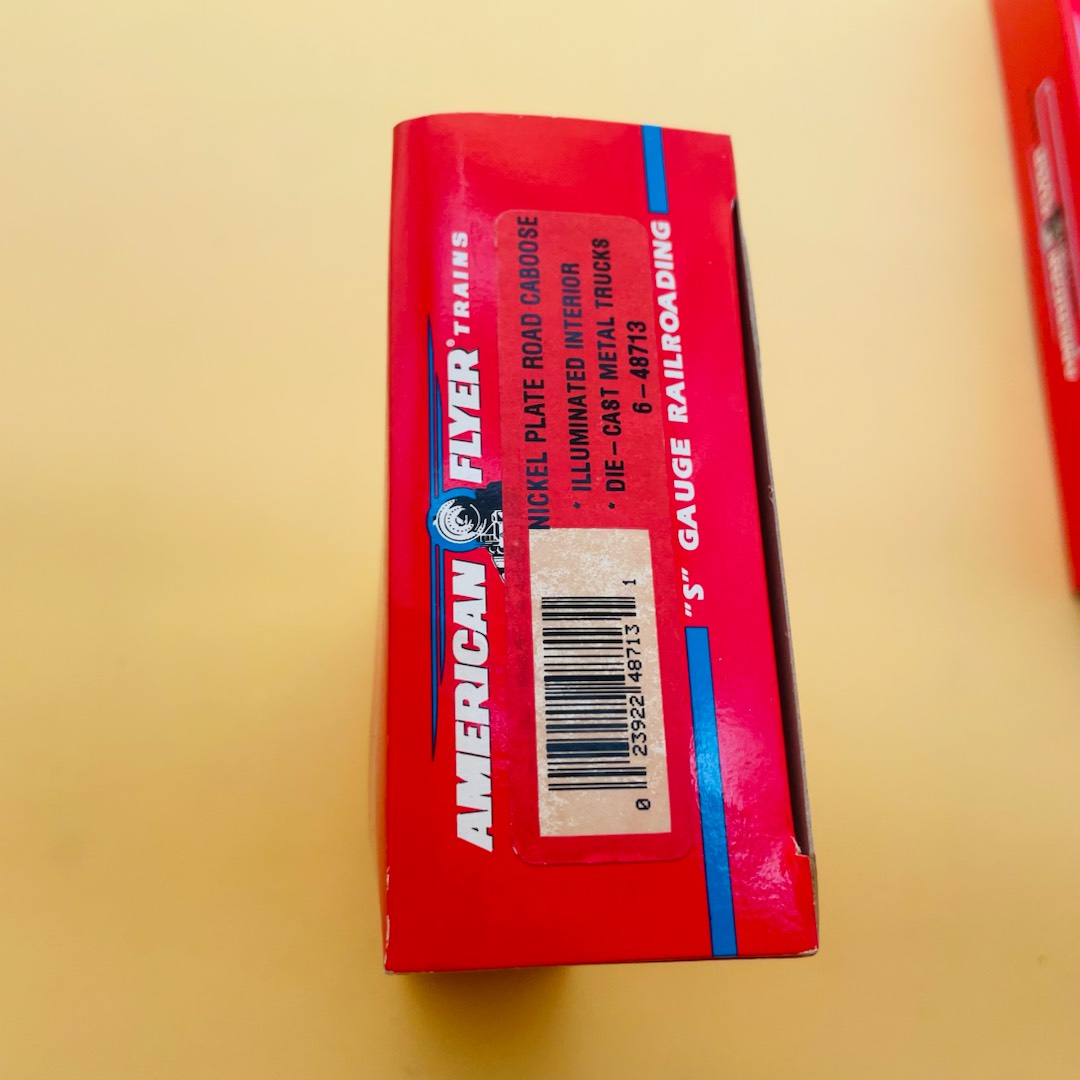 AMERICAN FLYER® TRAINS
NICKEL PLATE ROAD CABOOSE
* ILLUMINATED INTERIOR
* DIE-CAST METAL TRUCKS
6-48713
0 23922 48713 1
"S" GAUGE RAILROADING